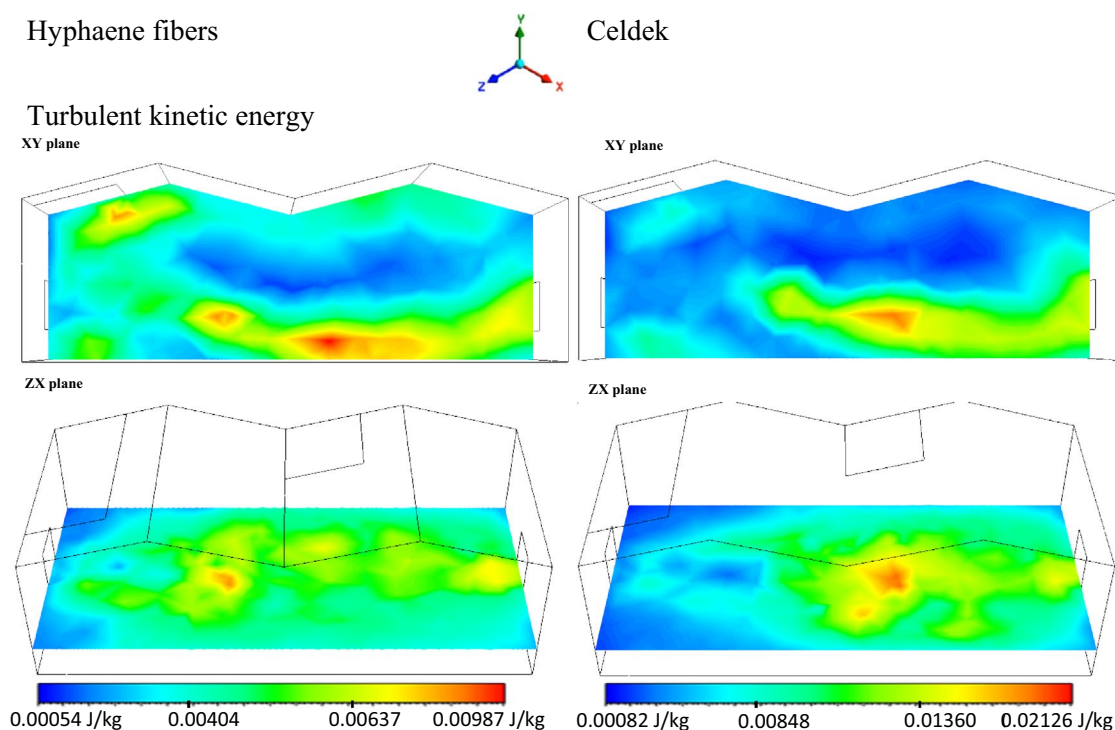 Hyphaene fibers
Celdek
Y
Z
X
Turbulent kinetic energy
XY plane
XY plane
ZX plane
ZX plane
0.00054 J/kg 0.00404 0.00637 0.00987 J/kg
0.00082 J/kg 0.00848 0.01360 0.02126 J/kg